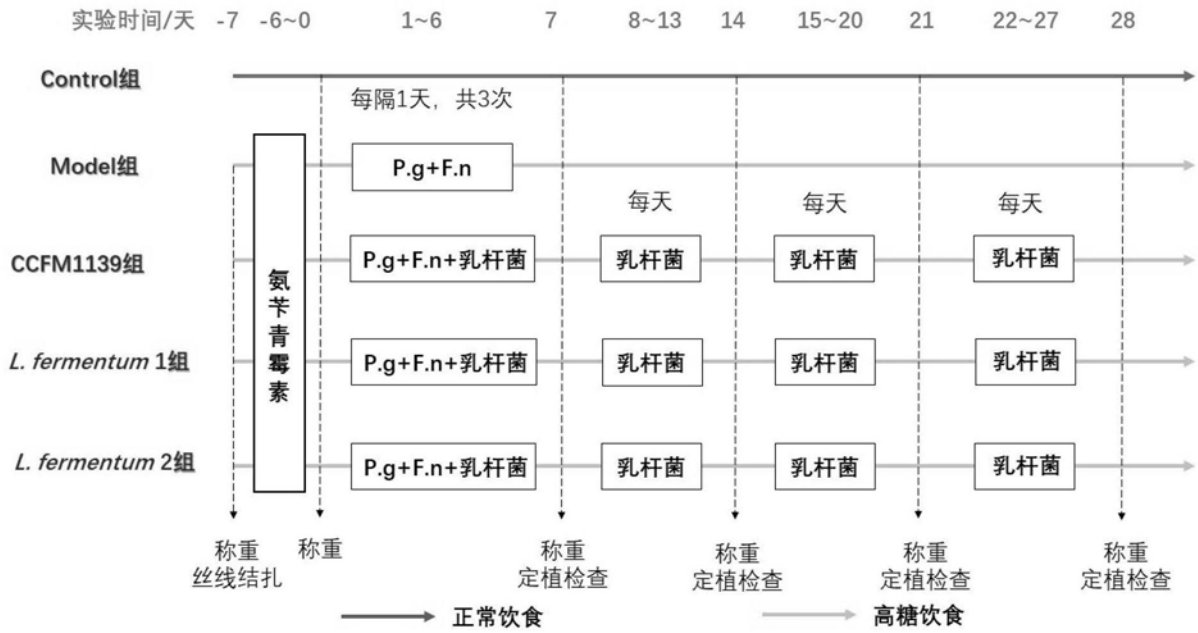 实验时间/天 -7 -6~0 1~6 7 8~13 14 15~20 21 22~27 28
Control组
每隔1天，共3次
Model组
P.g+F.n
每天 每天 每天
CCFM1139组
P.g+F.n+乳杆菌 乳杆菌 乳杆菌 乳杆菌
氨苄青霉素
L. fermentum 1组
P.g+F.n+乳杆菌 乳杆菌 乳杆菌 乳杆菌
L. fermentum 2组
P.g+F.n+乳杆菌 乳杆菌 乳杆菌 乳杆菌
称重 称重 称重 称重 称重 称重
丝线结扎 定植检查 定植检查 定植检查 定植检查
正常饮食 高糖饮食